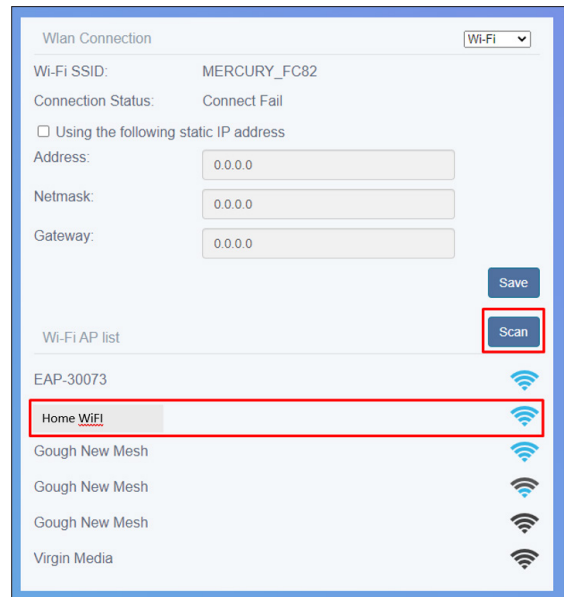 Wlan Connection Wi-Fi
Wi-Fi SSID: MERCURY_FC82
Connection Status: Connect Fail
Using the following static IP address
Address: 0.0.0.0
Netmask: 0.0.0.0
Gateway: 0.0.0.0
Save
Wi-Fi AP list Scan
EAP-30073
Home WiFI
Gough New Mesh
Gough New Mesh
Gough New Mesh
Virgin Media